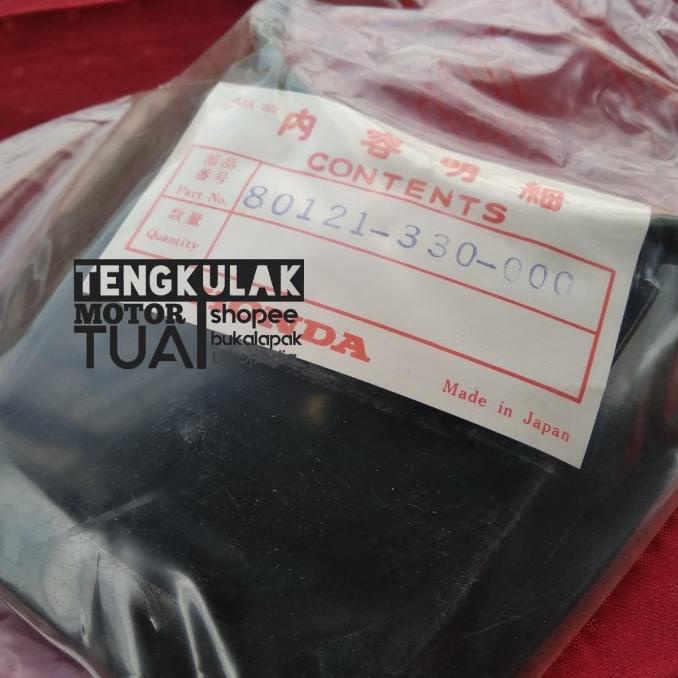 内容明細
CONTENTS
部品
番号
Part No.
80121-330-000
数量
Quantity
HONDA
Made in Japan
TENGKULAK
MOTOR
TUA
shopee
bukalapak